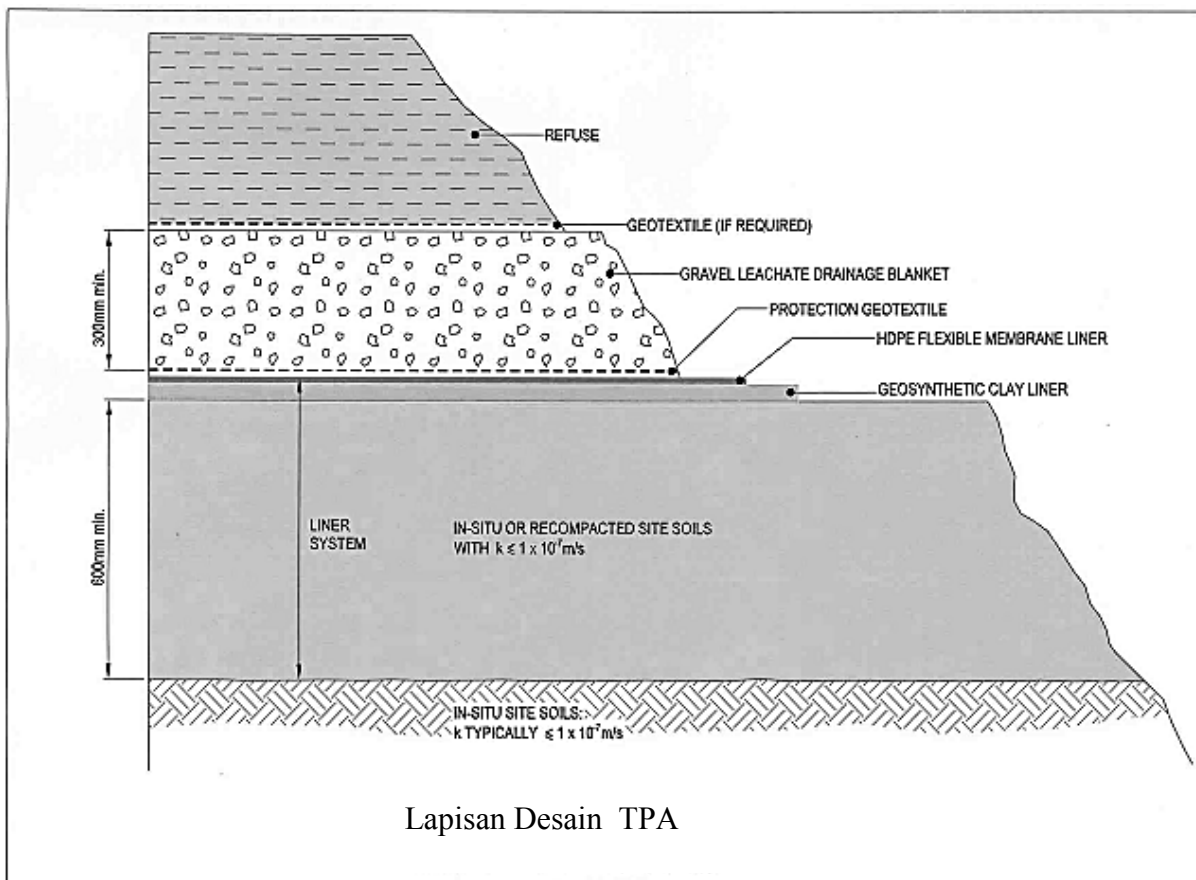 REFUSE
GEOTEXTILE (IF REQUIRED)
GRAVEL LEACHATE DRAINAGE BLANKET
300mm min.
PROTECTION GEOTEXTILE
HDPE FLEXIBLE MEMBRANE LINER
GEOSYNTHETIC CLAY LINER
600mm min.
LINER
SYSTEM
IN-SITU OR RECOMPACTED SITE SOILS
WITH k ≤ 1 x 10⁻⁷m/s
IN-SITU SITE SOILS:
k TYPICALLY ≤ 1 x 10⁻⁷m/s
Lapisan Desain TPA